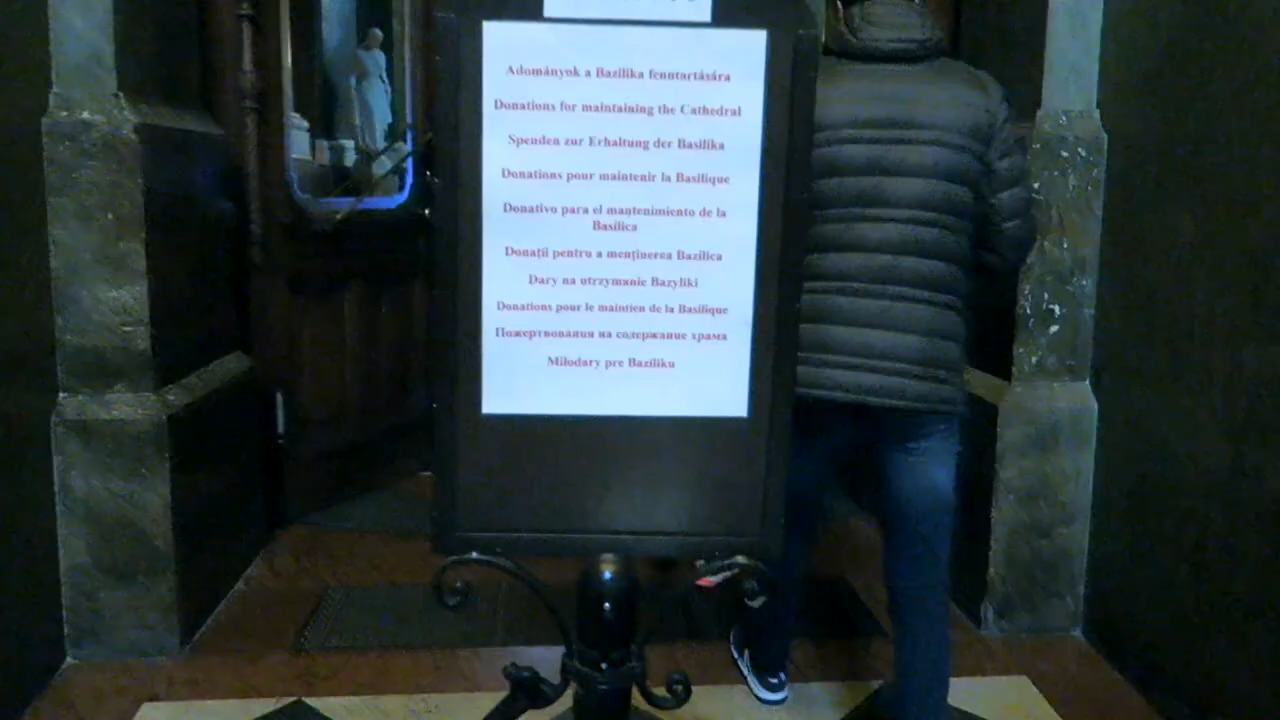 Adományok a Bazilika fenntartására
Donations for maintaining the Cathedral
Spenden zur Erhaltung der Basilika
Donations pour maintenir la Basilique
Donativo para el mantenimiento de la
Basílica
Donații pentru a menținerea Bazilica
Dary na utrzymanie Bazyliki
Donations pour le maintien de la Basilique
Пожертвования на содержание храма
Milodary pre Baziliku